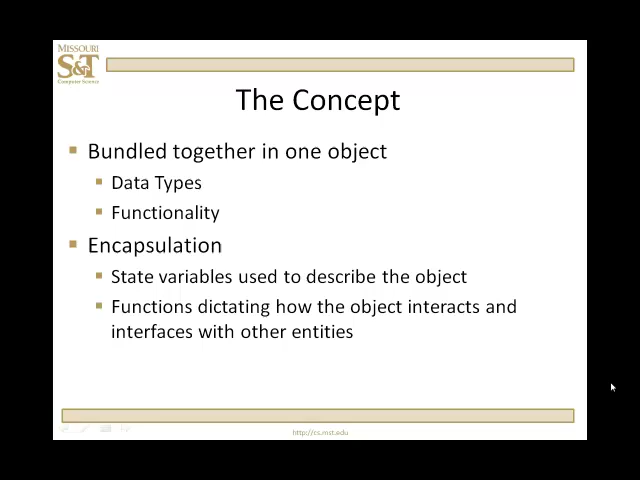 MISSOURI
S&T
Computer Science
The Concept
Bundled together in one object
Data Types
Functionality
Encapsulation
State variables used to describe the object
Functions dictating how the object interacts and
interfaces with other entities
http://cs.mst.edu